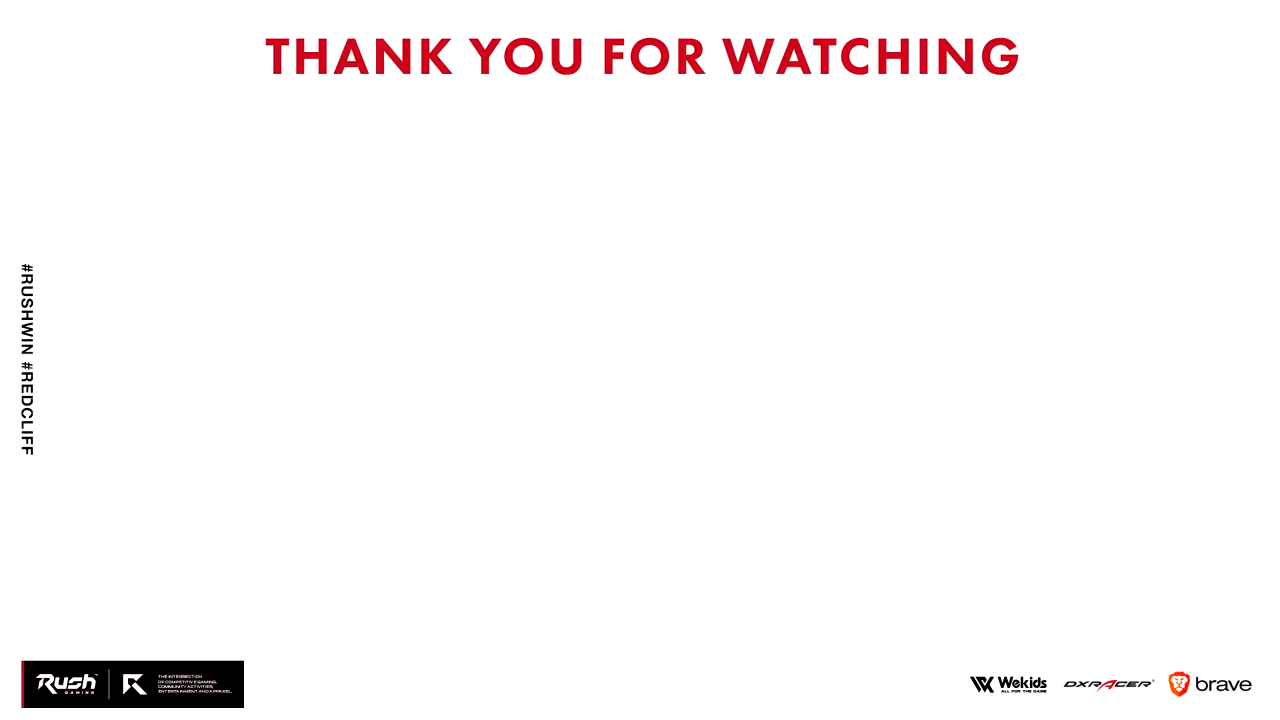 THANK YOU FOR WATCHING
#RUSHWIN #REDCLIFF
Rush
GAMING
THE INTERSECTION
OF COMPETITIVE GAMING,
COMMUNITY ACTIVITIES,
ENTERTAINMENT AND APPAREL.
Wekids
ALL FOR THE GAME
DXRACER
brave